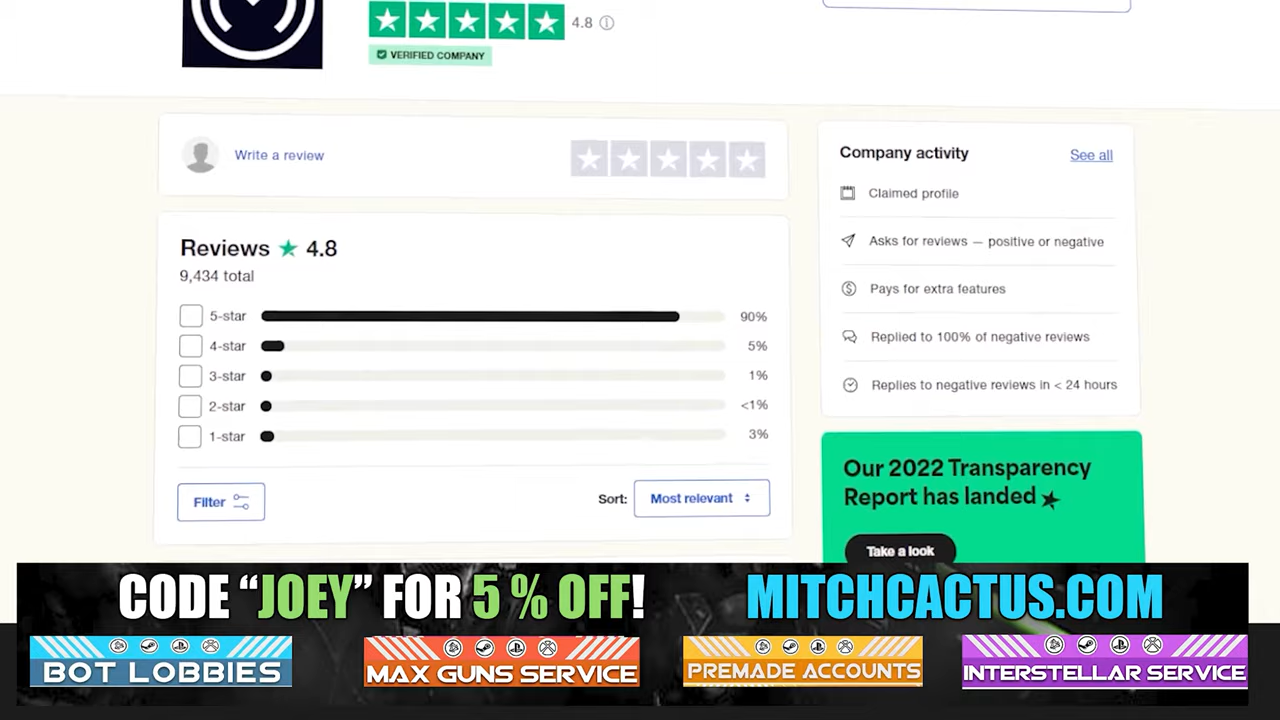 4.8
VERIFIED COMPANY
Write a review
Company activity
See all
Claimed profile
Asks for reviews — positive or negative
Pays for extra features
Replied to 100% of negative reviews
Replies to negative reviews in < 24 hours
Reviews ★ 4.8
9,434 total
5-star 90%
4-star 5%
3-star 1%
2-star <1%
1-star 3%
Filter
Sort: Most relevant
Our 2022 Transparency
Report has landed
Take a look
CODE “JOEY” FOR 5 % OFF!
MITCHCACTUS.COM
BOT LOBBIES
MAX GUNS SERVICE
PREMADE ACCOUNTS
INTERSTELLAR SERVICE